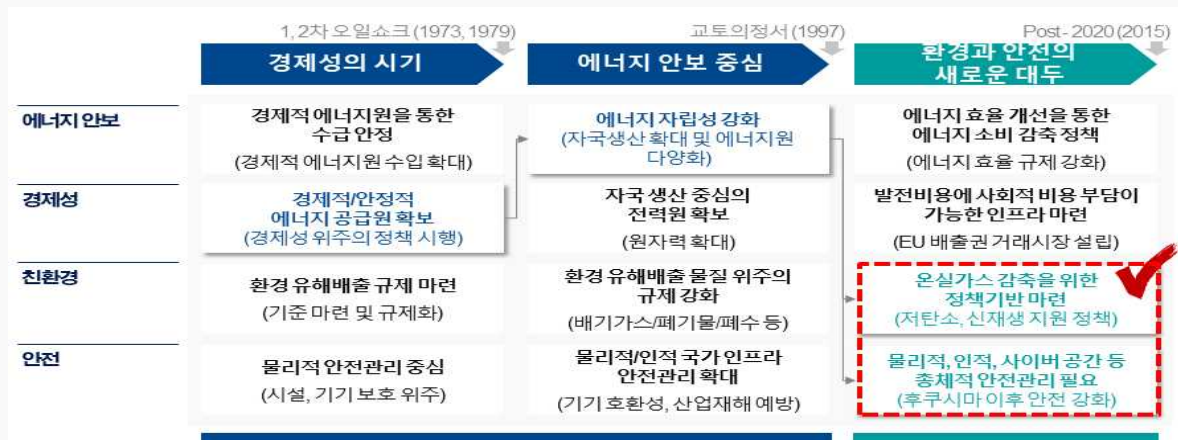 1, 2차 오일쇼크 (1973, 1979)
교토의정서 (1997)
Post-2020 (2015)
경제성의 시기
에너지 안보 중심
환경과 안전의
새로운 대두
에너지 안보
경제적 에너지원을 통한
수급 안정
(경제적 에너지원 수입 확대)
에너지 자립성 강화
(자국생산 확대 및 에너지원
다양화)
에너지 효율 개선을 통한
에너지 소비 감축 정책
(에너지 효율 규제 강화)
경제성
경제적/안정적
에너지 공급원 확보
(경제성 위주의 정책 시행)
자국 생산 중심의
전력원 확보
(원자력 확대)
발전비용에 사회적 비용 부담이
가능한 인프라 마련
(EU 배출권 거래시장 설립)
친환경
환경 유해배출 규제 마련
(기준 마련 및 규제화)
환경 유해배출 물질 위주의
규제 강화
(배기가스/폐기물/폐수 등)
온실가스 감축을 위한
정책기반 마련
(저탄소, 신재생 지원 정책)
안전
물리적 안전관리 중심
(시설, 기기 보호 위주)
물리적/인적 국가 인프라
안전관리 확대
(기기 호환성, 산업재해 예방)
물리적, 인적, 사이버 공간 등
총체적 안전관리 필요
(후쿠시마 이후 안전 강화)